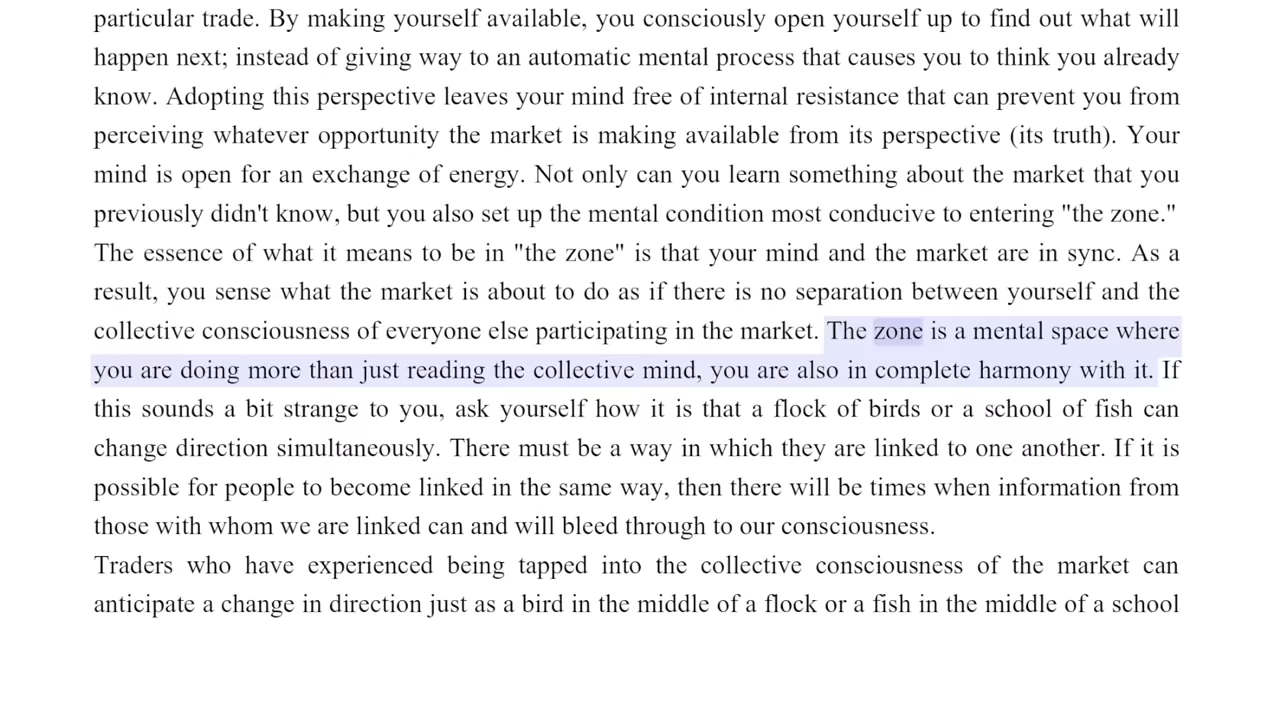 particular trade. By making yourself available, you consciously open yourself up to find out what will
happen next; instead of giving way to an automatic mental process that causes you to think you already
know. Adopting this perspective leaves your mind free of internal resistance that can prevent you from
perceiving whatever opportunity the market is making available from its perspective (its truth). Your
mind is open for an exchange of energy. Not only can you learn something about the market that you
previously didn't know, but you also set up the mental condition most conducive to entering "the zone."
The essence of what it means to be in "the zone" is that your mind and the market are in sync. As a
result, you sense what the market is about to do as if there is no separation between yourself and the
collective consciousness of everyone else participating in the market. The zone is a mental space where
you are doing more than just reading the collective mind, you are also in complete harmony with it. If
this sounds a bit strange to you, ask yourself how it is that a flock of birds or a school of fish can
change direction simultaneously. There must be a way in which they are linked to one another. If it is
possible for people to become linked in the same way, then there will be times when information from
those with whom we are linked can and will bleed through to our consciousness.
Traders who have experienced being tapped into the collective consciousness of the market can
anticipate a change in direction just as a bird in the middle of a flock or a fish in the middle of a school